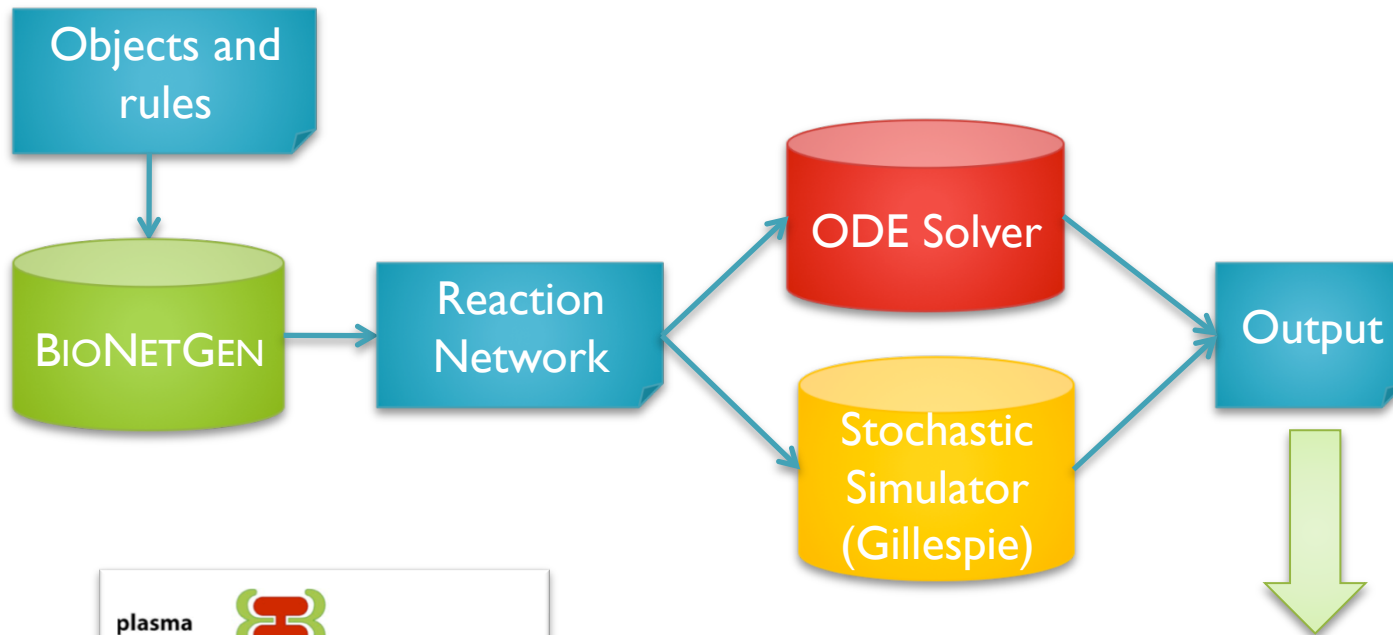 Objects and
rules
BIONETGEN
Reaction
Network
ODE Solver
Stochastic
Simulator
(Gillespie)
Output
plasma